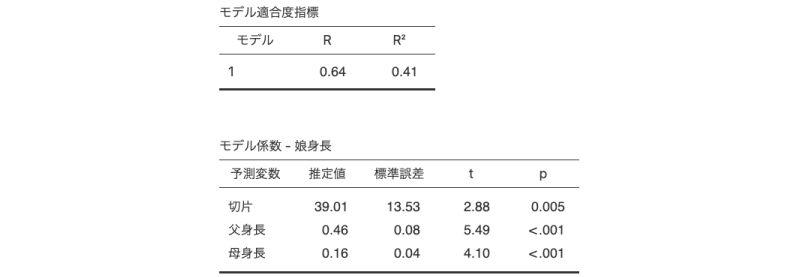 モデル適合度指標
モデル R R²
1 0.64 0.41
モデル係数 - 娘身長
予測変数 推定値 標準誤差 t p
切片 39.01 13.53 2.88 0.005
父身長 0.46 0.08 5.49 <.001
母身長 0.16 0.04 4.10 <.001